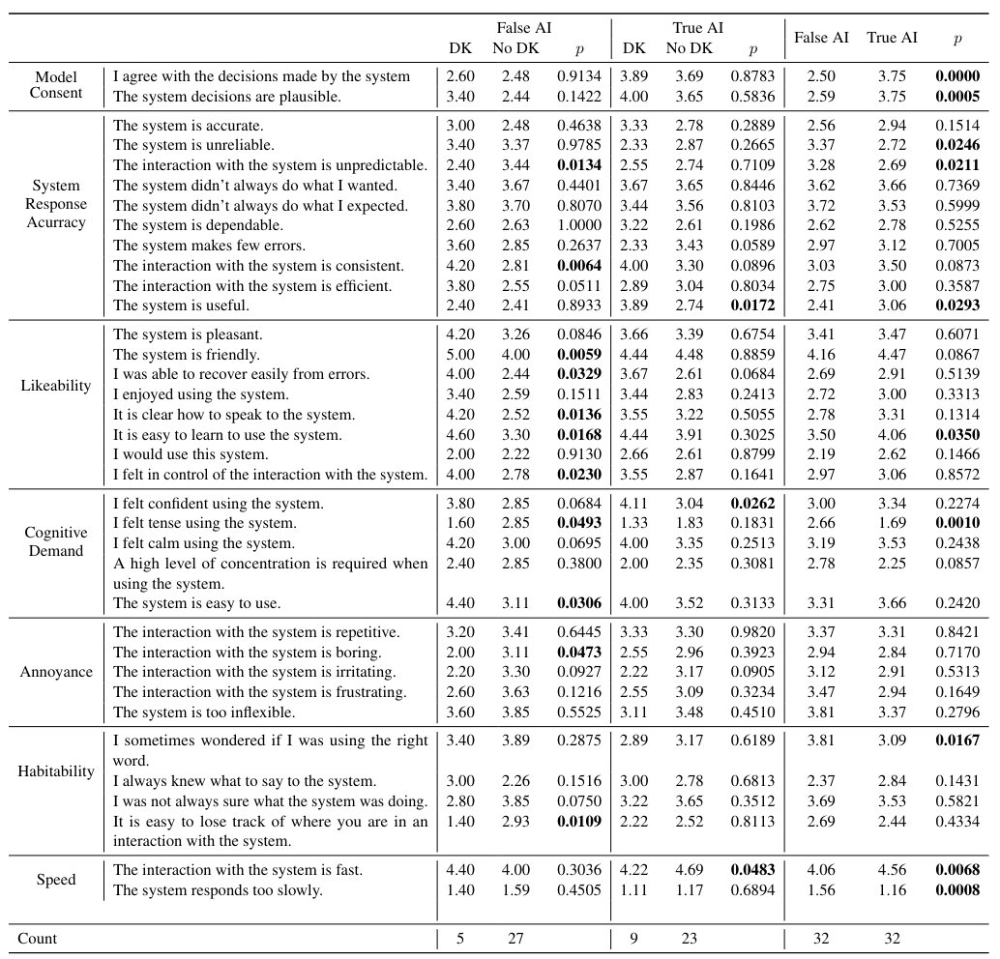 False AI True AI False AI True AI p
DK No DK p DK No DK p
Model Consent
I agree with the decisions made by the system 2.60 2.48 0.9134 3.89 3.69 0.8783 2.50 3.75 0.0000
The system decisions are plausible. 3.40 2.44 0.1422 4.00 3.65 0.5836 2.59 3.75 0.0005
System Response Acurracy
The system is accurate. 3.00 2.48 0.4638 3.33 2.78 0.2889 2.56 2.94 0.1514
The system is unreliable. 3.40 3.37 0.9785 2.33 2.87 0.2665 3.37 2.72 0.0246
The interaction with the system is unpredictable. 2.40 3.44 0.0134 2.55 2.74 0.7109 3.28 2.69 0.0211
The system didn't always do what I wanted. 3.40 3.67 0.4401 3.67 3.65 0.8446 3.62 3.66 0.7369
The system didn't always do what I expected. 3.80 3.70 0.8070 3.44 3.56 0.8103 3.72 3.53 0.5999
The system is dependable. 2.60 2.63 1.0000 3.22 2.61 0.1986 2.62 2.78 0.5255
The system makes few errors. 3.60 2.85 0.2637 2.33 3.43 0.0589 2.97 3.12 0.7005
The interaction with the system is consistent. 4.20 2.81 0.0064 4.00 3.30 0.0896 3.03 3.50 0.0873
The interaction with the system is efficient. 3.80 2.55 0.0511 2.89 3.04 0.8034 2.75 3.00 0.3587
The system is useful. 2.40 2.41 0.8933 3.89 2.74 0.0172 2.41 3.06 0.0293
Likeability
The system is pleasant. 4.20 3.26 0.0846 3.66 3.39 0.6754 3.41 3.47 0.6071
The system is friendly. 5.00 4.00 0.0059 4.44 4.48 0.8859 4.16 4.47 0.0867
I was able to recover easily from errors. 4.00 2.44 0.0329 3.67 2.61 0.0684 2.69 2.91 0.5139
I enjoyed using the system. 3.40 2.59 0.1511 3.44 2.83 0.2413 2.72 3.00 0.3313
It is clear how to speak to the system. 4.20 2.52 0.0136 3.55 3.22 0.5055 2.78 3.31 0.1314
It is easy to learn to use the system. 4.60 3.30 0.0168 4.44 3.91 0.3025 3.50 4.06 0.0350
I would use this system. 2.00 2.22 0.9130 2.66 2.61 0.8799 2.19 2.62 0.1466
I felt in control of the interaction with the system. 4.00 2.78 0.0230 3.55 2.87 0.1641 2.97 3.06 0.8572
Cognitive Demand
I felt confident using the system. 3.80 2.85 0.0684 4.11 3.04 0.0262 3.00 3.34 0.2274
I felt tense using the system. 1.60 2.85 0.0493 1.33 1.83 0.1831 2.66 1.69 0.0010
I felt calm using the system. 4.20 3.00 0.0695 4.00 3.35 0.2513 3.19 3.53 0.2438
A high level of concentration is required when 2.40 2.85 0.3800 2.00 2.35 0.3081 2.78 2.25 0.0857
using the system.
The system is easy to use. 4.40 3.11 0.0306 4.00 3.52 0.3133 3.31 3.66 0.2420
Annoyance
The interaction with the system is repetitive. 3.20 3.41 0.6445 3.33 3.30 0.9820 3.37 3.31 0.8421
The interaction with the system is boring. 2.00 3.11 0.0473 2.55 2.96 0.3923 2.94 2.84 0.7170
The interaction with the system is irritating. 2.20 3.30 0.0927 2.22 3.17 0.0905 3.12 2.91 0.5313
The interaction with the system is frustrating. 2.60 3.63 0.1216 2.55 3.09 0.3234 3.47 2.94 0.1649
The system is too inflexible. 3.60 3.85 0.5525 3.11 3.48 0.4510 3.81 3.37 0.2796
Habitability
I sometimes wondered if I was using the right 3.40 3.89 0.2875 2.89 3.17 0.6189 3.81 3.09 0.0167
word.
I always knew what to say to the system. 3.00 2.26 0.1516 3.00 2.78 0.6813 2.37 2.84 0.1431
I was not always sure what the system was doing. 2.80 3.85 0.0750 3.22 3.65 0.3512 3.69 3.53 0.5821
It is easy to lose track of where you are in an 1.40 2.93 0.0109 2.22 2.52 0.8113 2.69 2.44 0.4334
interaction with the system.
Speed
The interaction with the system is fast. 4.40 4.00 0.3036 4.22 4.69 0.0483 4.06 4.56 0.0068
The system responds too slowly. 1.40 1.59 0.4505 1.11 1.17 0.6894 1.56 1.16 0.0008
Count 5 27 9 23 32 32